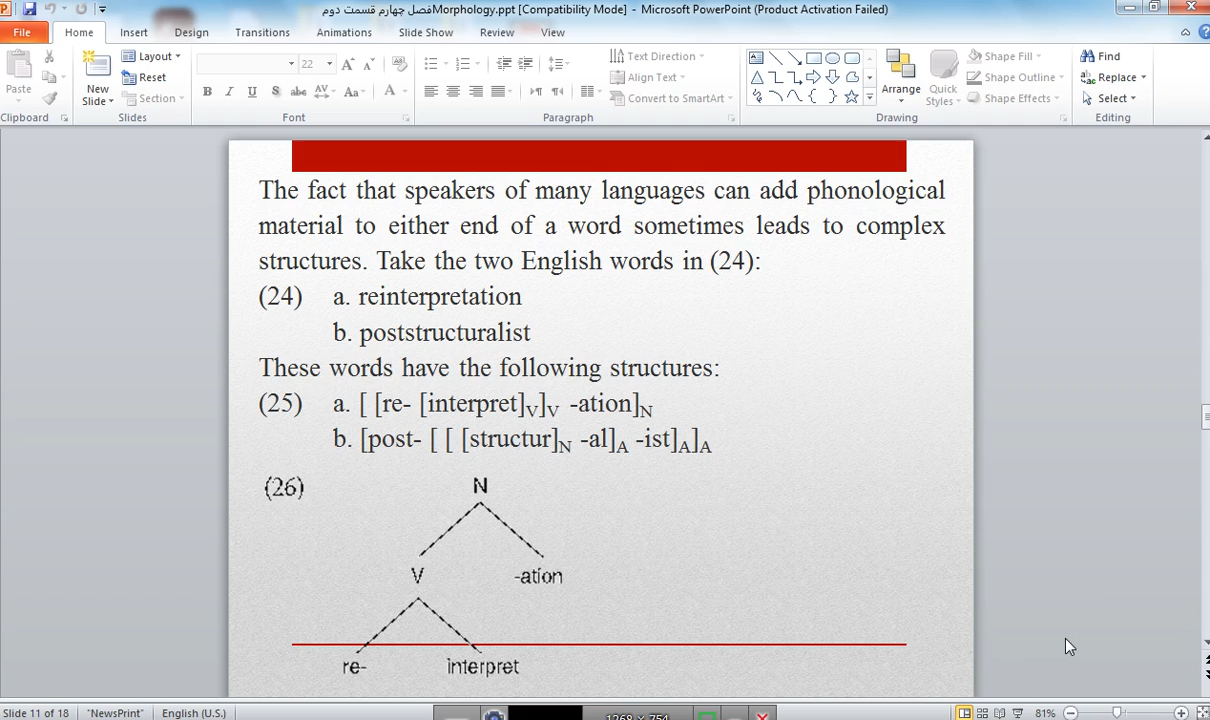 فصل چهارم قسمت دومMorphology.ppt [Compatibility Mode] - Microsoft PowerPoint (Product Activation Failed)
File Home Insert Design Transitions Animations Slide Show Review View
Paste
Clipboard
New Slide
Layout
Reset
Section
Slides
22
Font
Text Direction
Align Text
Convert to SmartArt
Paragraph
Arrange
Quick Styles
Shape Fill
Shape Outline
Shape Effects
Drawing
Find
Replace
Select
Editing
The fact that speakers of many languages can add phonological
material to either end of a word sometimes leads to complex
structures. Take the two English words in (24):
(24) a. reinterpretation
b. poststructuralist
These words have the following structures:
(25) a. [ [re- [interpret]V]V -ation]N
b. [post- [ [ [structur]N -al]A -ist]A]A
(26) N
V -ation
re- interpret
Slide 11 of 18 "NewsPrint" English (U.S.) 81%